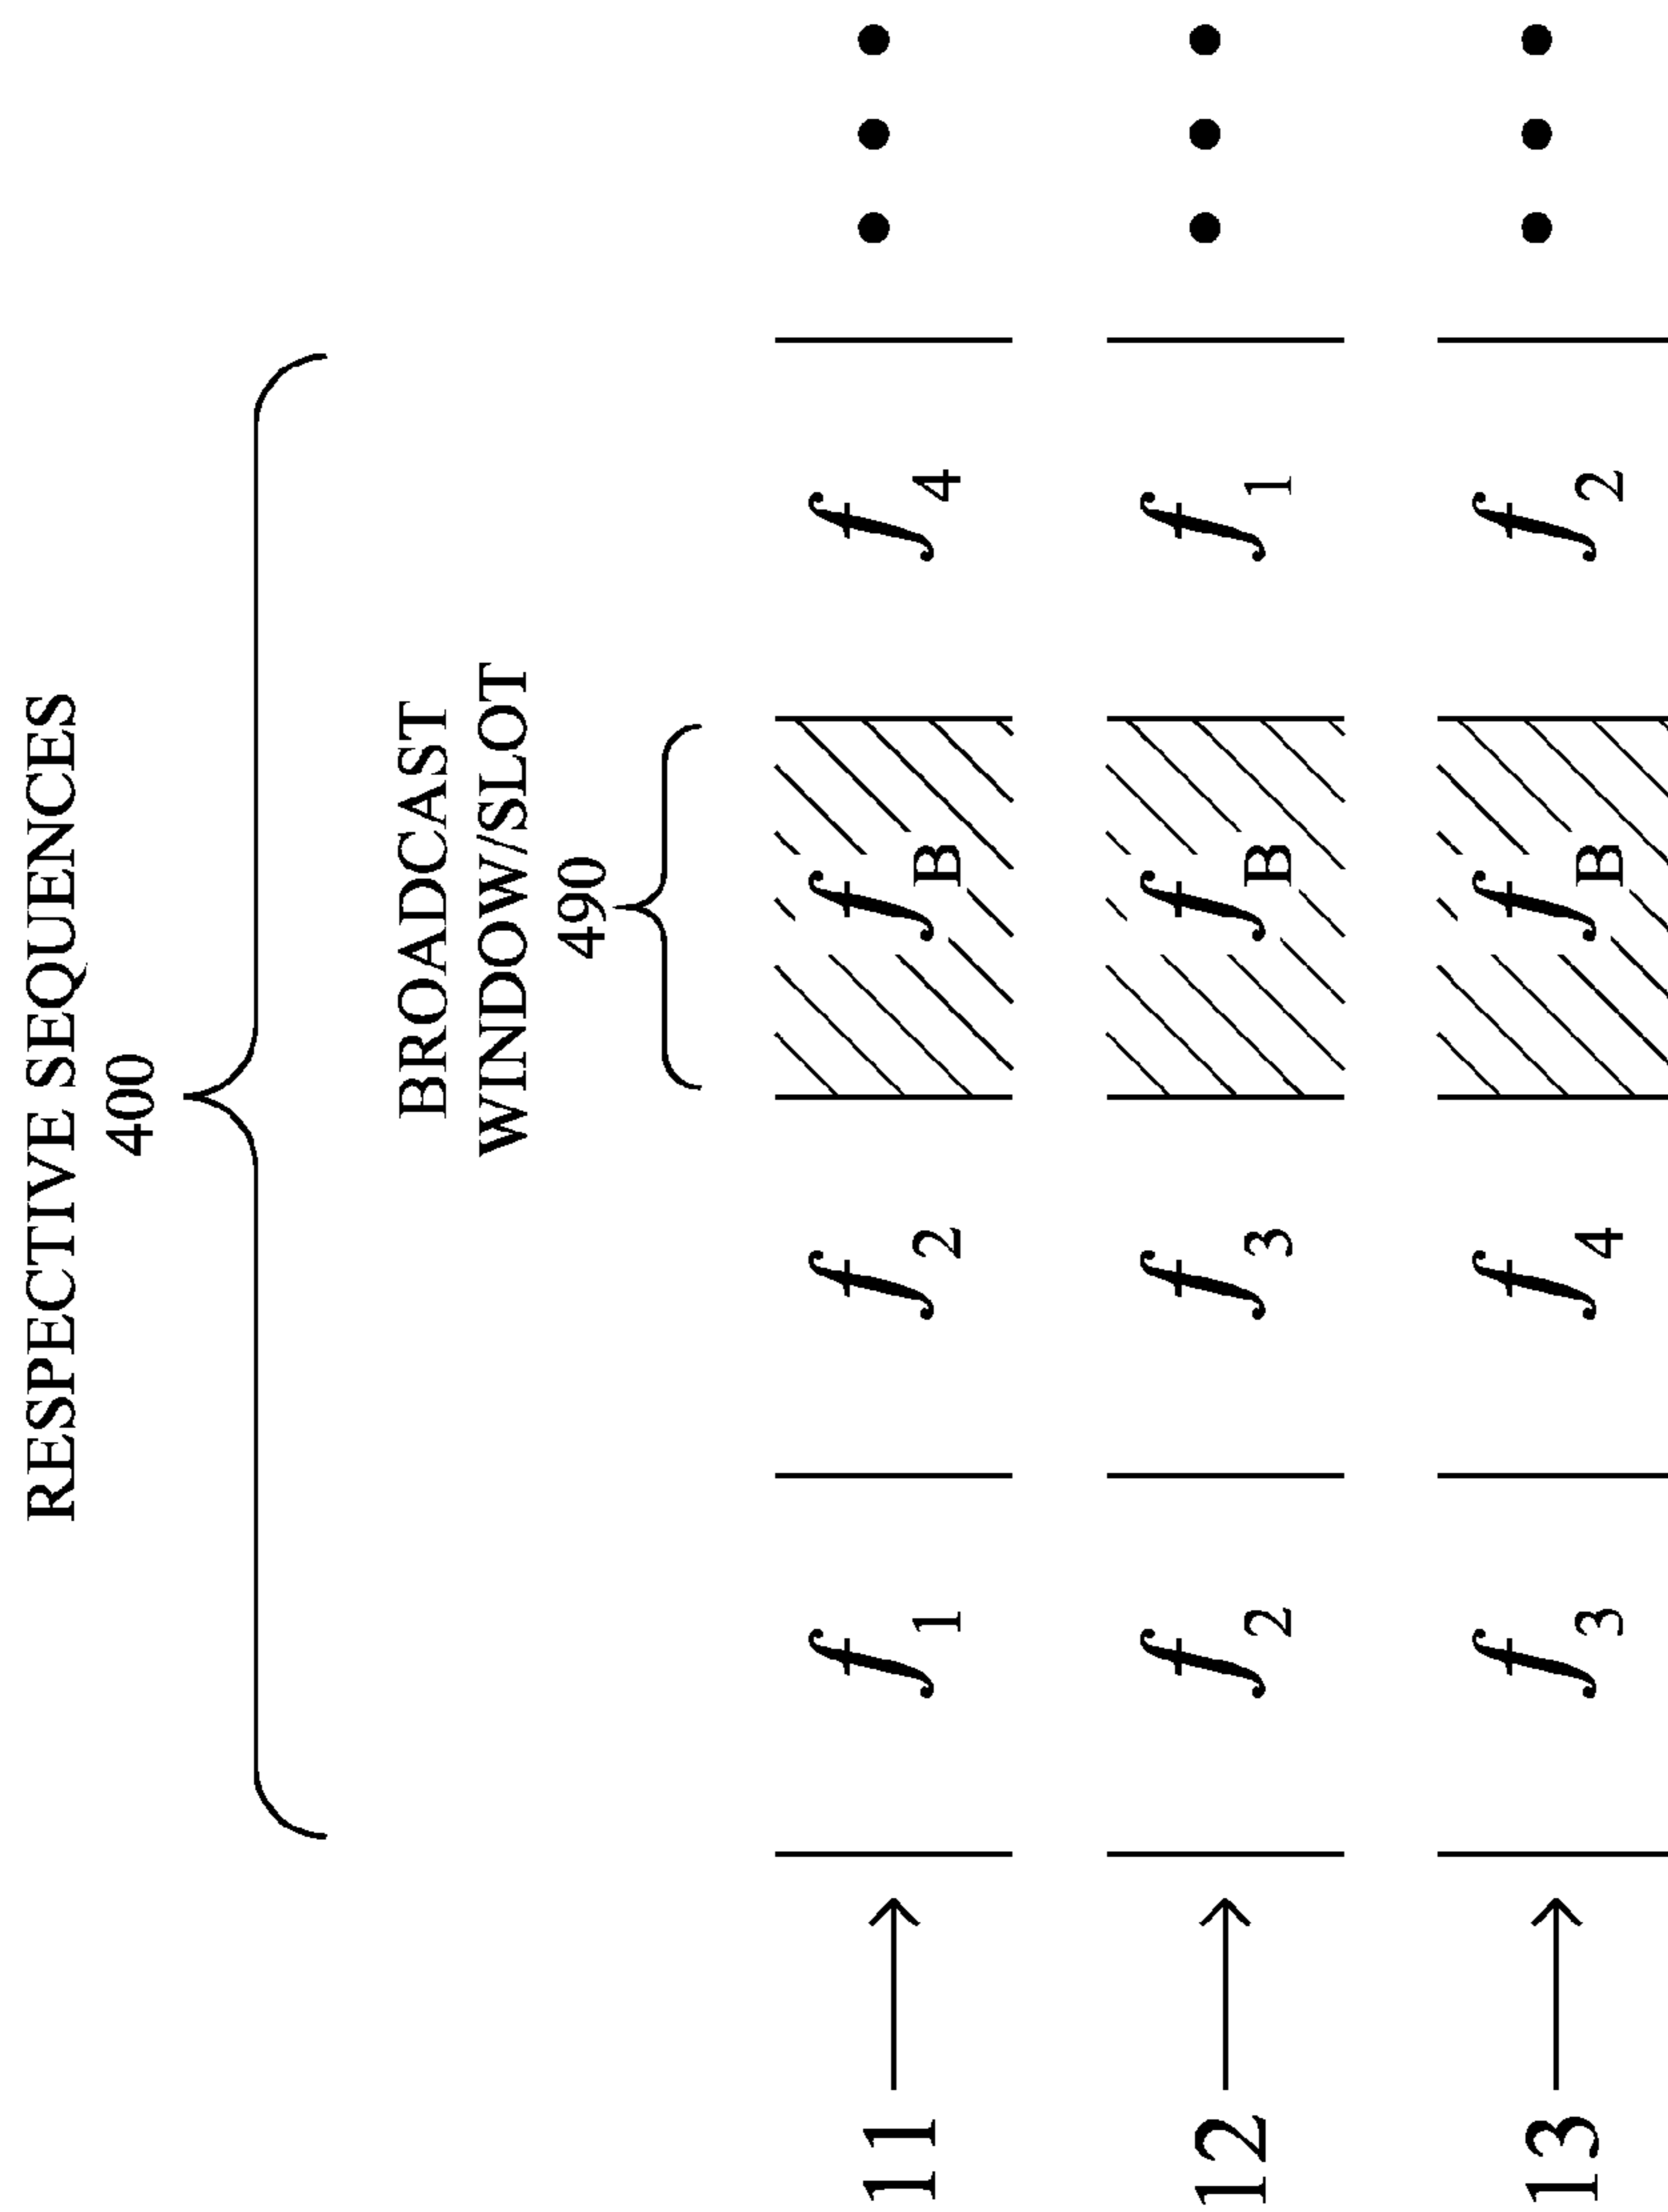 RESPECTIVE SEQUENCES
400
BROADCAST
WINDOW/SLOT
490
11 f1 f2 fB f4
12 f2 f3 fB f1
13 f3 f4 fB f2